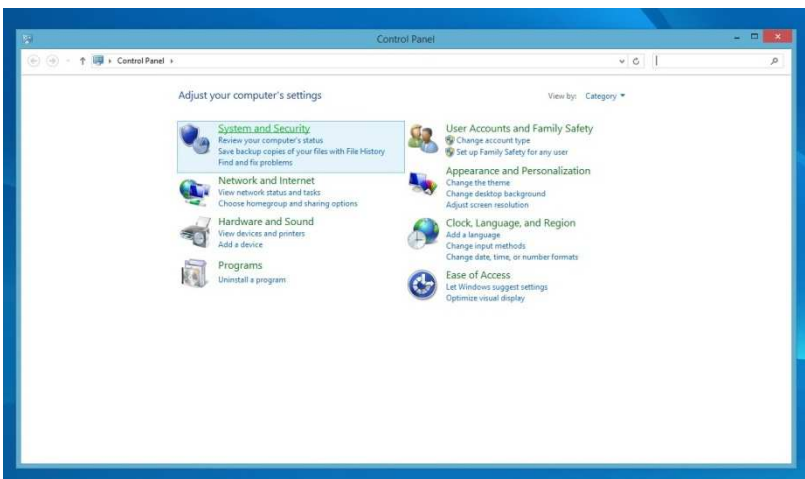 Control Panel
Control Panel
Adjust your computer's settings
View by: Category
System and Security
Review your computer's status
Save backup copies of your files with File History
Find and fix problems
Network and Internet
View network status and tasks
Choose homegroup and sharing options
Hardware and Sound
View devices and printers
Add a device
Programs
Uninstall a program
User Accounts and Family Safety
Change account type
Set up Family Safety for any user
Appearance and Personalization
Change the theme
Change desktop background
Adjust screen resolution
Clock, Language, and Region
Add a language
Change input methods
Change date, time, or number formats
Ease of Access
Let Windows suggest settings
Optimize visual display